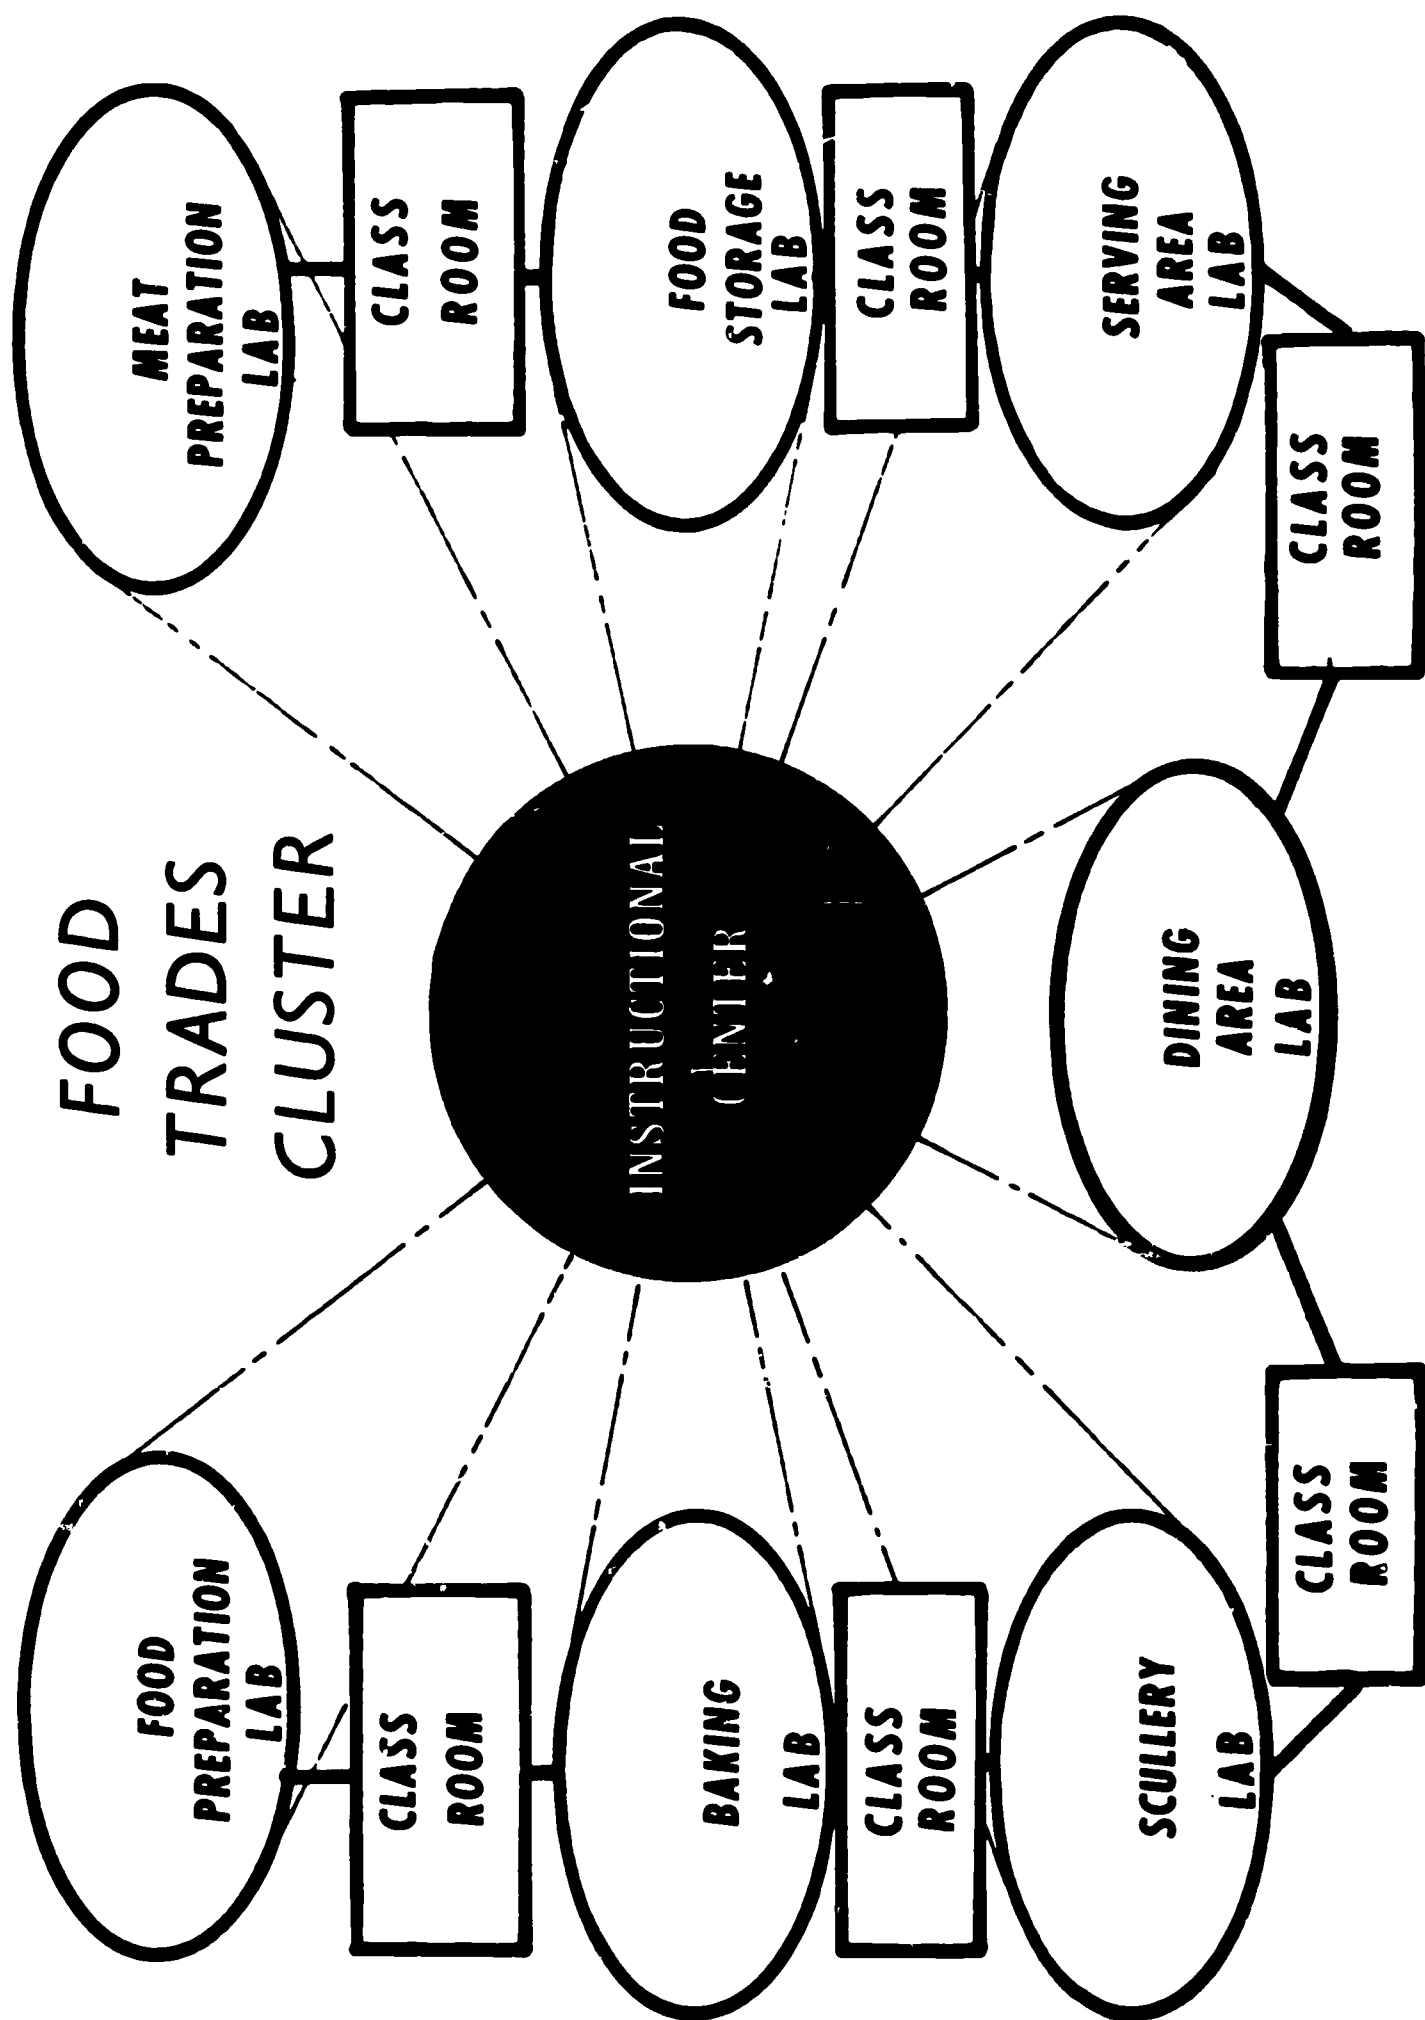 FOOD
TRADES
CLUSTER
FOOD
PREPARATION
LAB
MEAT
PREPARATION
LAB
CLASS
ROOM
CLASS
ROOM
BAKING
LAB
INSTRUCTIONAL
CENTER
FOOD
STORAGE
LAB
CLASS
ROOM
CLASS
ROOM
SCULLERY
LAB
DINING
AREA
LAB
SERVING
AREA
LAB
CLASS
ROOM
CLASS
ROOM